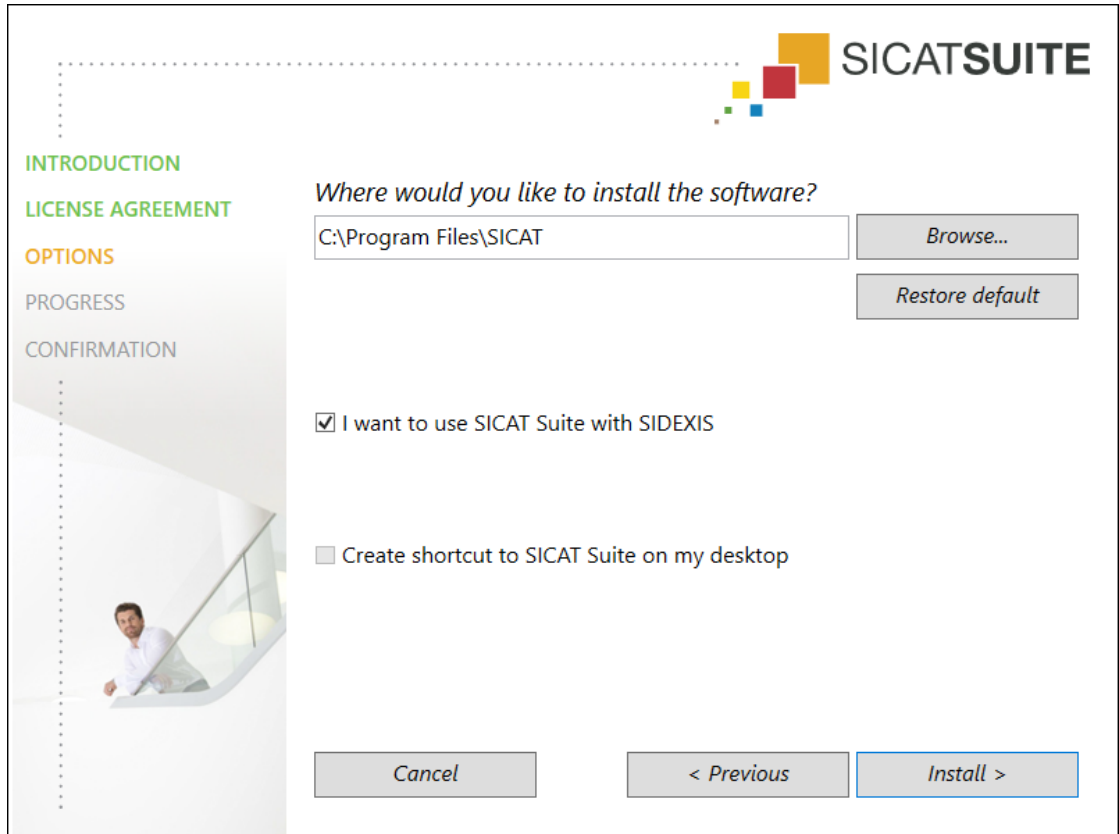 SICATSUITE
INTRODUCTION
LICENSE AGREEMENT
OPTIONS
PROGRESS
CONFIRMATION
Where would you like to install the software?
C:\Program Files\SICAT
Browse...
Restore default
I want to use SICAT Suite with SIDEXIS
Create shortcut to SICAT Suite on my desktop
Cancel
< Previous
Install >